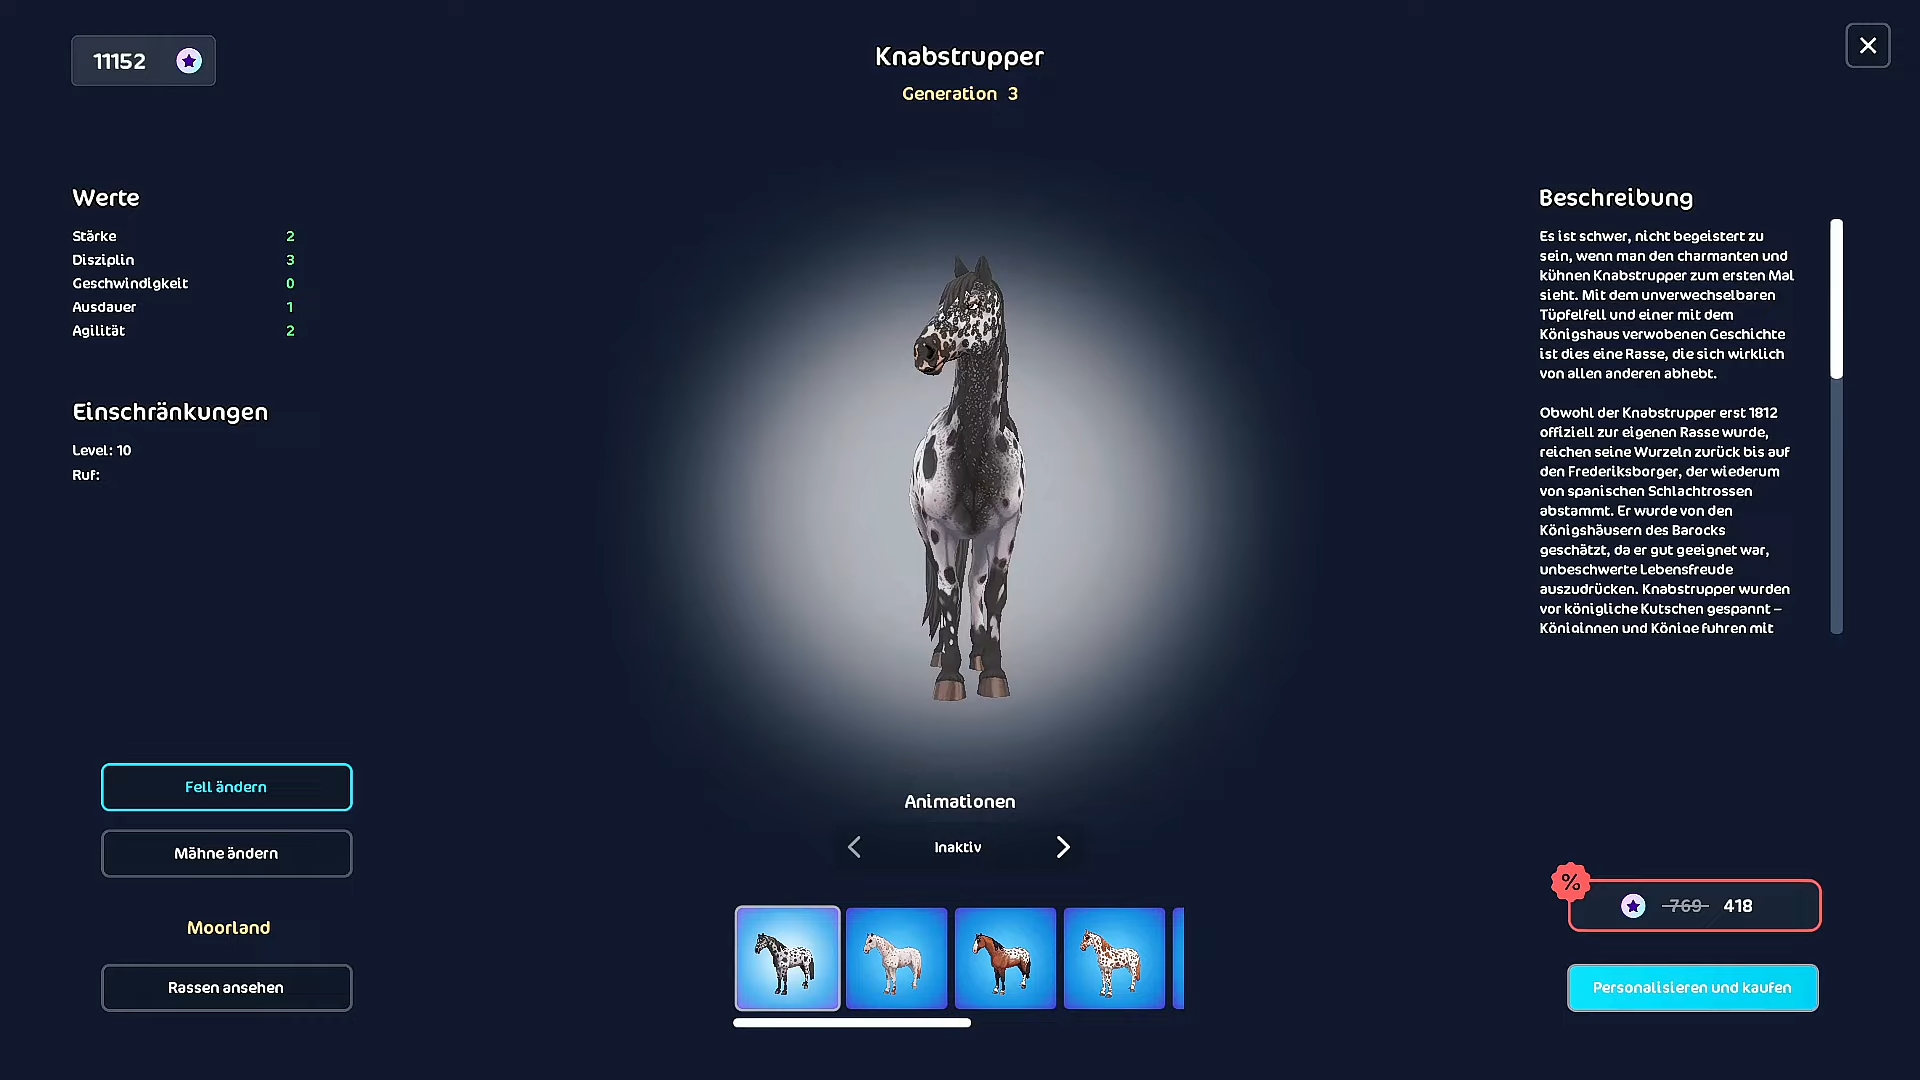 11152
Knabstrupper
Generation 3
Werte
Stärke 2
Disziplin 3
Geschwindigkeit 0
Ausdauer 1
Agilität 2
Einschränkungen
Level: 10
Ruf:
Beschreibung
Es ist schwer, nicht begeistert zu
sein, wenn man den charmanten und
kühnen Knabstrupper zum ersten Mal
sieht. Mit dem unverwechselbaren
Tüpfelfell und einer mit dem
Königshaus verwobenen Geschichte
ist dies eine Rasse, die sich wirklich
von allen anderen abhebt.
Obwohl der Knabstrupper erst 1812
offiziell zur eigenen Rasse wurde,
reichen seine Wurzeln zurück bis auf
den Frederiksborger, der wiederum
von spanischen Schlachtrossen
abstammt. Er wurde von den
Königshäusern des Barocks
geschätzt, da er gut geeignet war,
unbeschwerte Lebensfreude
auszudrücken. Knabstrupper wurden
vor königliche Kutschen gespannt –
Königinnen und Könige fuhren mit
Fell ändern
Mähne ändern
Moorland
Rassen ansehen
Animationen
Inaktiv
%
769 418
Personalisieren und kaufen